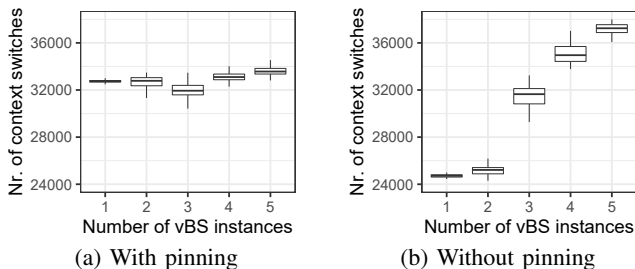 Nr. of context switches
36000
32000
28000
24000
1 2 3 4 5
Number of vBS instances
(a) With pinning
Nr. of context switches
36000
32000
28000
24000
1 2 3 4 5
Number of vBS instances
(b) Without pinning